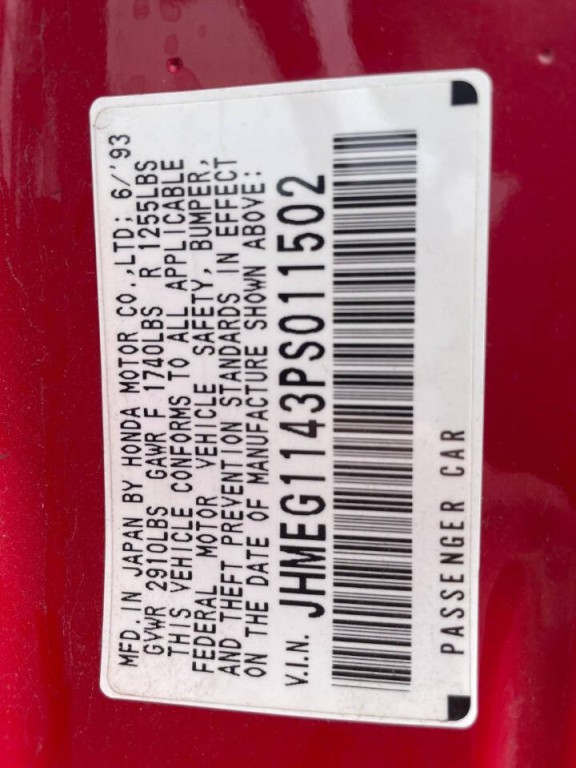 MFD. IN JAPAN BY HONDA MOTOR CO.,LTD; 6/'93
GVWR 2910LBS GAWR F 1740LBS R 1255LBS
THIS VEHICLE CONFORMS TO ALL APPLICABLE
FEDERAL MOTOR VEHICLE SAFETY, BUMPER,
AND THEFT PREVENTION STANDARDS IN EFFECT
ON THE DATE OF MANUFACTURE SHOWN ABOVE:
V.I.N. JHMEG1143PS011502
PASSENGER CAR